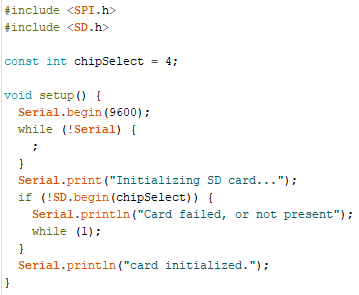 #include <SPI.h>
#include <SD.h>

const int chipSelect = 4;

void setup() {
  Serial.begin(9600);
  while (!Serial) {
    ;
  }
  Serial.print("Initializing SD card...");
  if (!SD.begin(chipSelect)) {
    Serial.println("Card failed, or not present");
    while (1);
  }
  Serial.println("card initialized.");
}